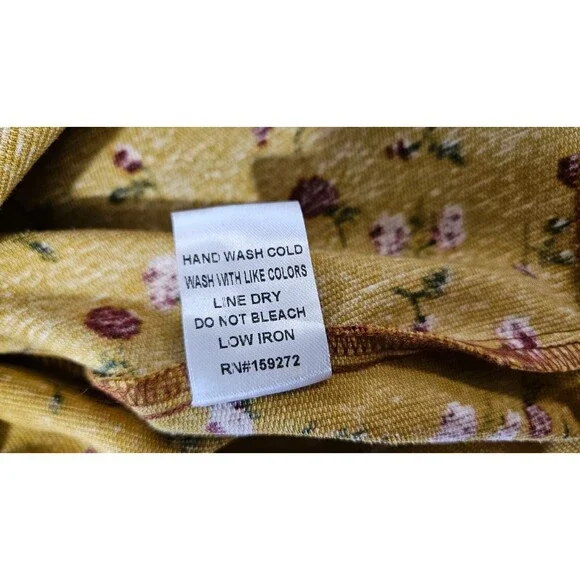 HAND WASH COLD
WASH WITH LIKE COLORS
LINE DRY
DO NOT BLEACH
LOW IRON
RN#159272